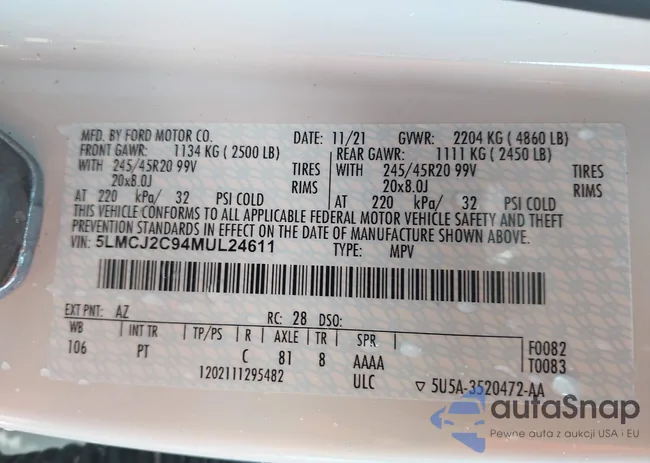 MFD. BY FORD MOTOR CO. DATE: 11/21 GVWR: 2204 KG ( 4860 LB)
FRONT GAWR: 1134 KG ( 2500 LB) REAR GAWR: 1111 KG ( 2450 LB)
WITH 245/45R20 99V TIRES WITH 245/45R20 99V TIRES
20x8.0J RIMS 20x8.0J RIMS
AT 220 kPa/ 32 PSI COLD AT 220 kPa/ 32 PSI COLD
THIS VEHICLE CONFORMS TO ALL APPLICABLE FEDERAL MOTOR VEHICLE SAFETY AND THEFT
PREVENTION STANDARDS IN EFFECT ON THE DATE OF MANUFACTURE SHOWN ABOVE.
VIN: 5LMCJ2C94MUL24611 TYPE: MPV
EXT PNT: AZ RC: 28 DSO:
WB INT TR TP/PS R AXLE TR SPR F0082
106 PT C 81 8 AAAA T0083
1202111295482 ULC ▽ 5U5A-3520472-AA
autaSnap
Pewne auta z aukcji USA i EU